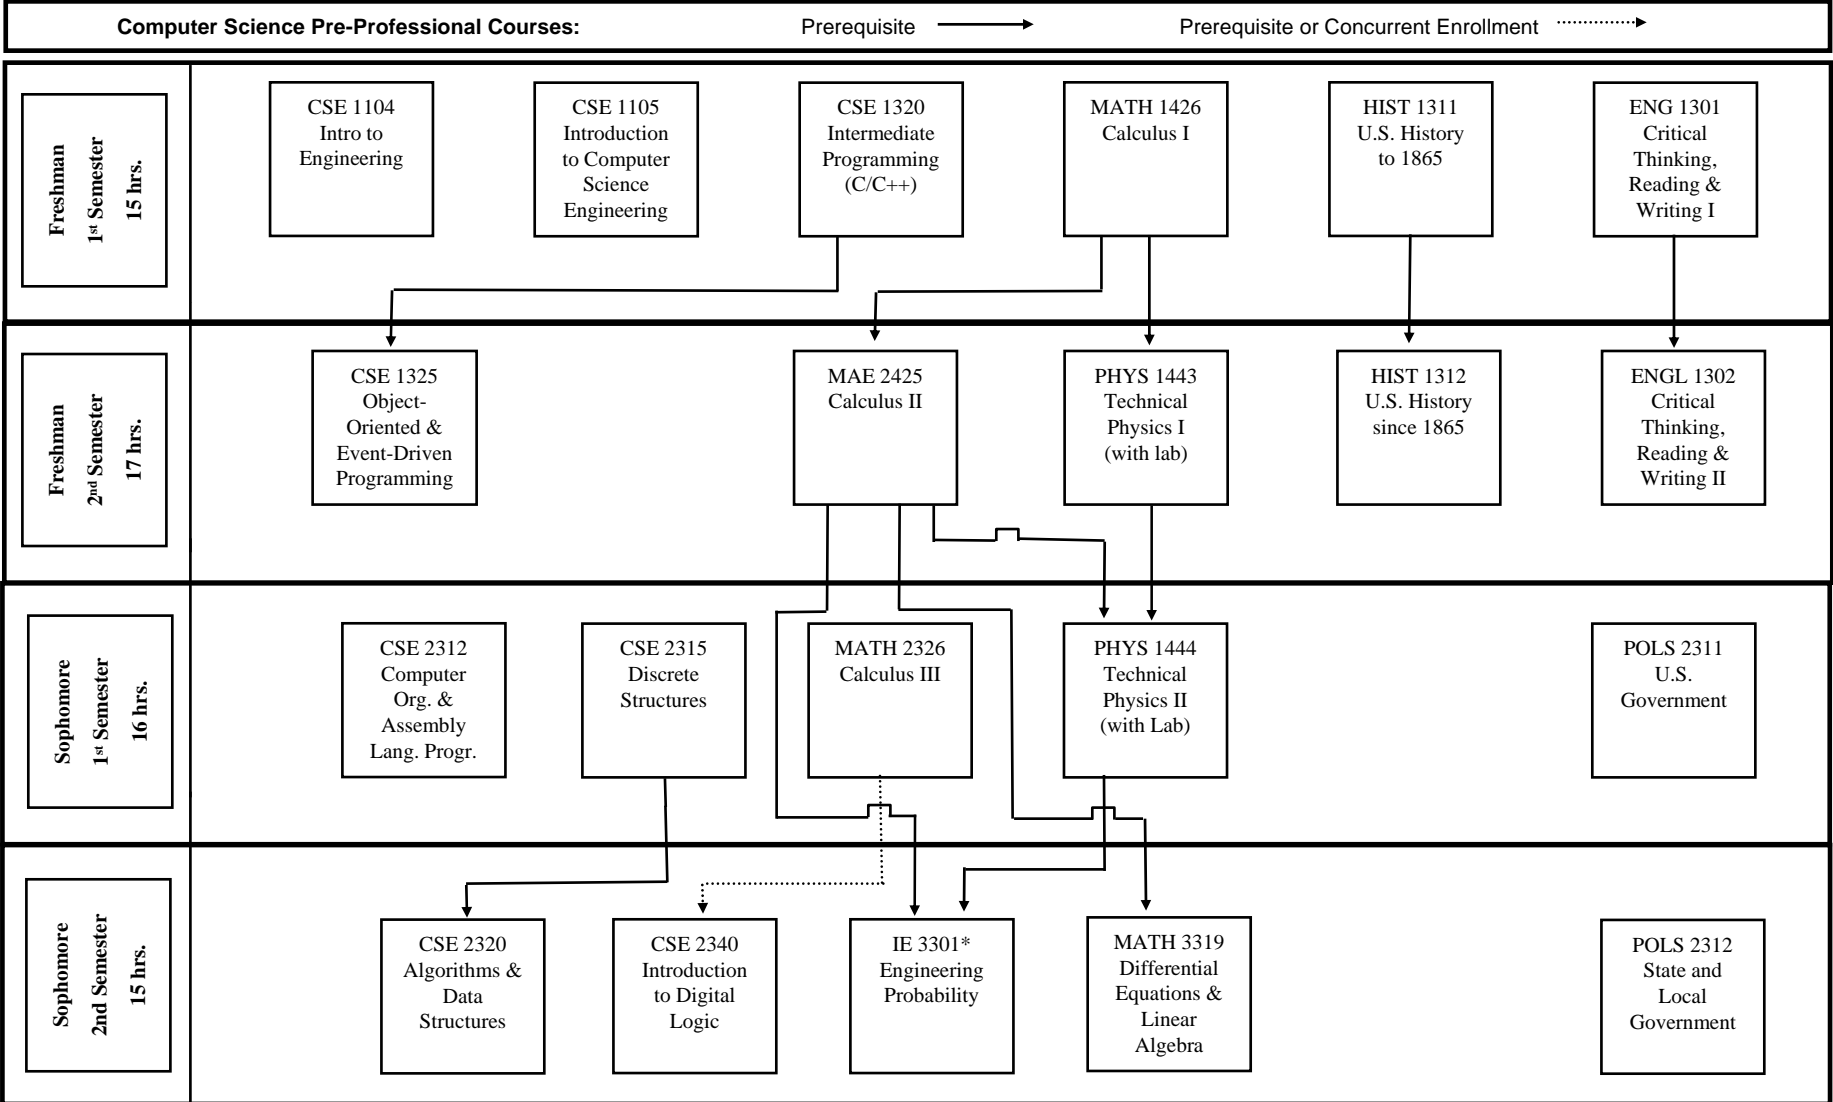 Computer Science Pre-Professional Courses: Prerequisite Prerequisite or Concurrent Enrollment
Freshman
1st Semester
15 hrs.
CSE 1104
Intro to
Engineering
CSE 1105
Introduction
to Computer
Science
Engineering
CSE 1320
Intermediate
Programming
(C/C++)
MATH 1426
Calculus I
HIST 1311
U.S. History
to 1865
ENG 1301
Critical
Thinking,
Reading &
Writing I
Freshman
2nd Semester
17 hrs.
CSE 1325
Object-
Oriented &
Event-Driven
Programming
MAE 2425
Calculus II
PHYS 1443
Technical
Physics I
(with lab)
HIST 1312
U.S. History
since 1865
ENGL 1302
Critical
Thinking,
Reading &
Writing II
Sophomore
1st Semester
16 hrs.
CSE 2312
Computer
Org. &
Assembly
Lang. Progr.
CSE 2315
Discrete
Structures
MATH 2326
Calculus III
PHYS 1444
Technical
Physics II
(with Lab)
POLS 2311
U.S.
Government
Sophomore
2nd Semester
15 hrs.
CSE 2320
Algorithms &
Data
Structures
CSE 2340
Introduction
to Digital
Logic
IE 3301*
Engineering
Probability
MATH 3319
Differential
Equations &
Linear
Algebra
POLS 2312
State and
Local
Government